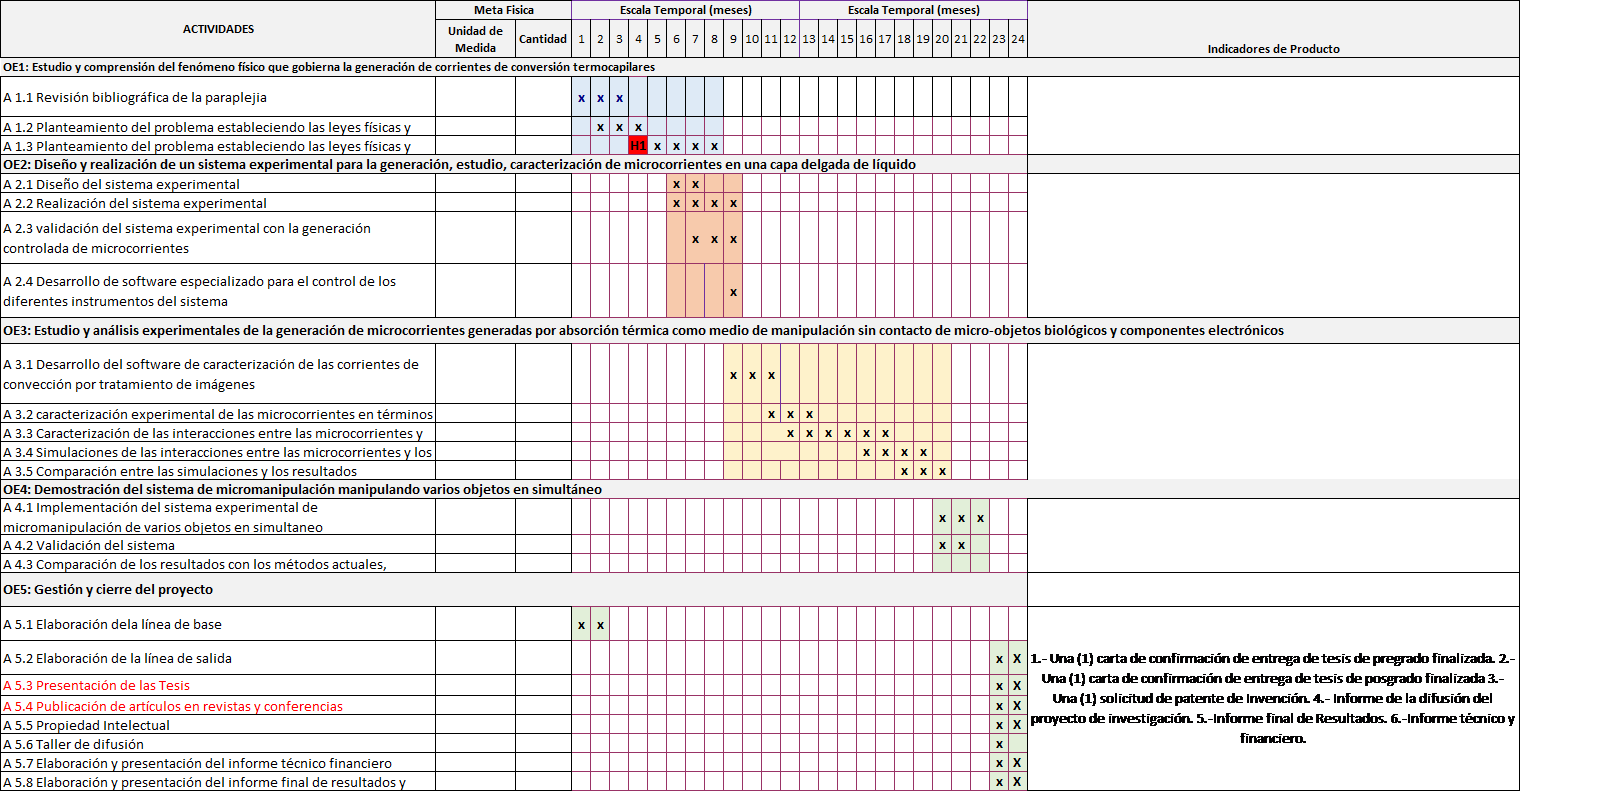 ACTIVIDADES
Meta Fisica
Escala Temporal (meses)
Escala Temporal (meses)
Indicadores de Producto
Unidad de
Medida
Cantidad
1 2 3 4 5 6 7 8 9 10 11 12 13 14 15 16 17 18 19 20 21 22 23 24
OE1: Estudio y comprensión del fenómeno físico que gobierna la generación de corrientes de conversión termocapilares
A 1.1 Revisión bibliográfica de la paraplejia x x x
A 1.2 Planteamiento del problema estableciendo las leyes físicas y x x x
A 1.3 Planteamiento del problema estableciendo las leyes físicas y H1 x x x x
OE2: Diseño y realización de un sistema experimental para la generación, estudio, caracterización de microcorrientes en una capa delgada de líquido
A 2.1 Diseño del sistema experimental x x
A 2.2 Realización del sistema experimental x x x x
A 2.3 validación del sistema experimental con la generación
controlada de microcorrientes x x x
A 2.4 Desarrollo de software especializado para el control de los
diferentes instrumentos del sistema x
OE3: Estudio y análisis experimentales de la generación de microcorrientes generadas por absorción térmica como medio de manipulación sin contacto de micro-objetos biológicos y componentes electrónicos
A 3.1 Desarrollo del software de caracterización de las corrientes de
convección por tratamiento de imágenes x x x
A 3.2 caracterización experimental de las microcorrientes en términos x x x
A 3.3 Caracterización de las interacciones entre las microcorrientes y x x x x x x
A 3.4 Simulaciones de las interacciones entre las microcorrientes y los x x x x
A 3.5 Comparación entre las simulaciones y los resultados x x x
OE4: Demostración del sistema de micromanipulación manipulando varios objetos en simultáneo
A 4.1 Implementación del sistema experimental de
micromanipulación de varios objetos en simultaneo x x x
A 4.2 Validación del sistema x x
A 4.3 Comparación de los resultados con los métodos actuales,
OE5: Gestión y cierre del proyecto
A 5.1 Elaboración dela línea de base x x
A 5.2 Elaboración de la línea de salida x X
A 5.3 Presentación de las Tesis x X
A 5.4 Publicación de artículos en revistas y conferencias x X
A 5.5 Propiedad Intelectual x X
A 5.6 Taller de difusión x
A 5.7 Elaboración y presentación del informe técnico financiero x X
A 5.8 Elaboración y presentación del informe final de resultados y x X
1.- Una (1) carta de confirmación de entrega de tesis de pregrado finalizada. 2.-
Una (1) carta de confirmación de entrega de tesis de posgrado finalizada 3.-
Una (1) solicitud de patente de Invención. 4.- Informe de la difusión del
proyecto de investigación. 5.-Informe final de Resultados. 6.-Informe técnico y
financiero.